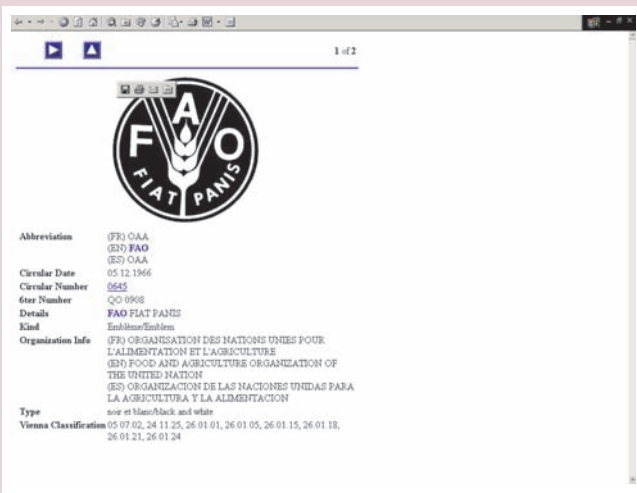 1 of 2
FAO
FIAT PANIS
Abbreviation (FR) OAA
(EN) FAO
(ES) OAA
Circular Date 05.12.1966
Circular Number 0645
6ter Number QO 0908
Details FAO FIAT PANIS
Kind Emblème/Emblem
Organization Info (FR) ORGANISATION DES NATIONS UNIES POUR
L'ALIMENTATION ET L'AGRICULTURE
(EN) FOOD AND AGRICULTURE ORGANIZATION OF
THE UNITED NATION
(ES) ORGANIZACION DE LAS NACIONES UNIDAS PARA
LA AGRICULTURA Y LA ALIMENTACION
Type noir et blanc/black and white
Vienna Classification 05.07.02, 24.11.25, 26.01.01, 26.01.05, 26.01.15, 26.01.18,
26.01.21, 26.01.24